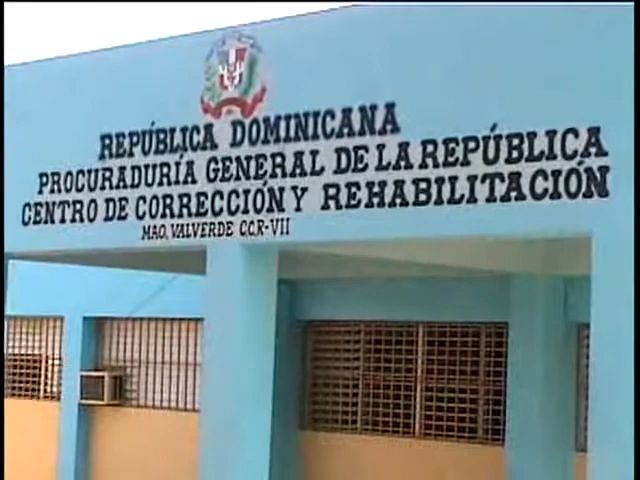 REPÚBLICA DOMINICANA
PROCURADURÍA GENERAL DE LA REPÚBLICA
CENTRO DE CORRECCIÓN Y REHABILITACIÓN
MAO, VALVERDE CCR-VII